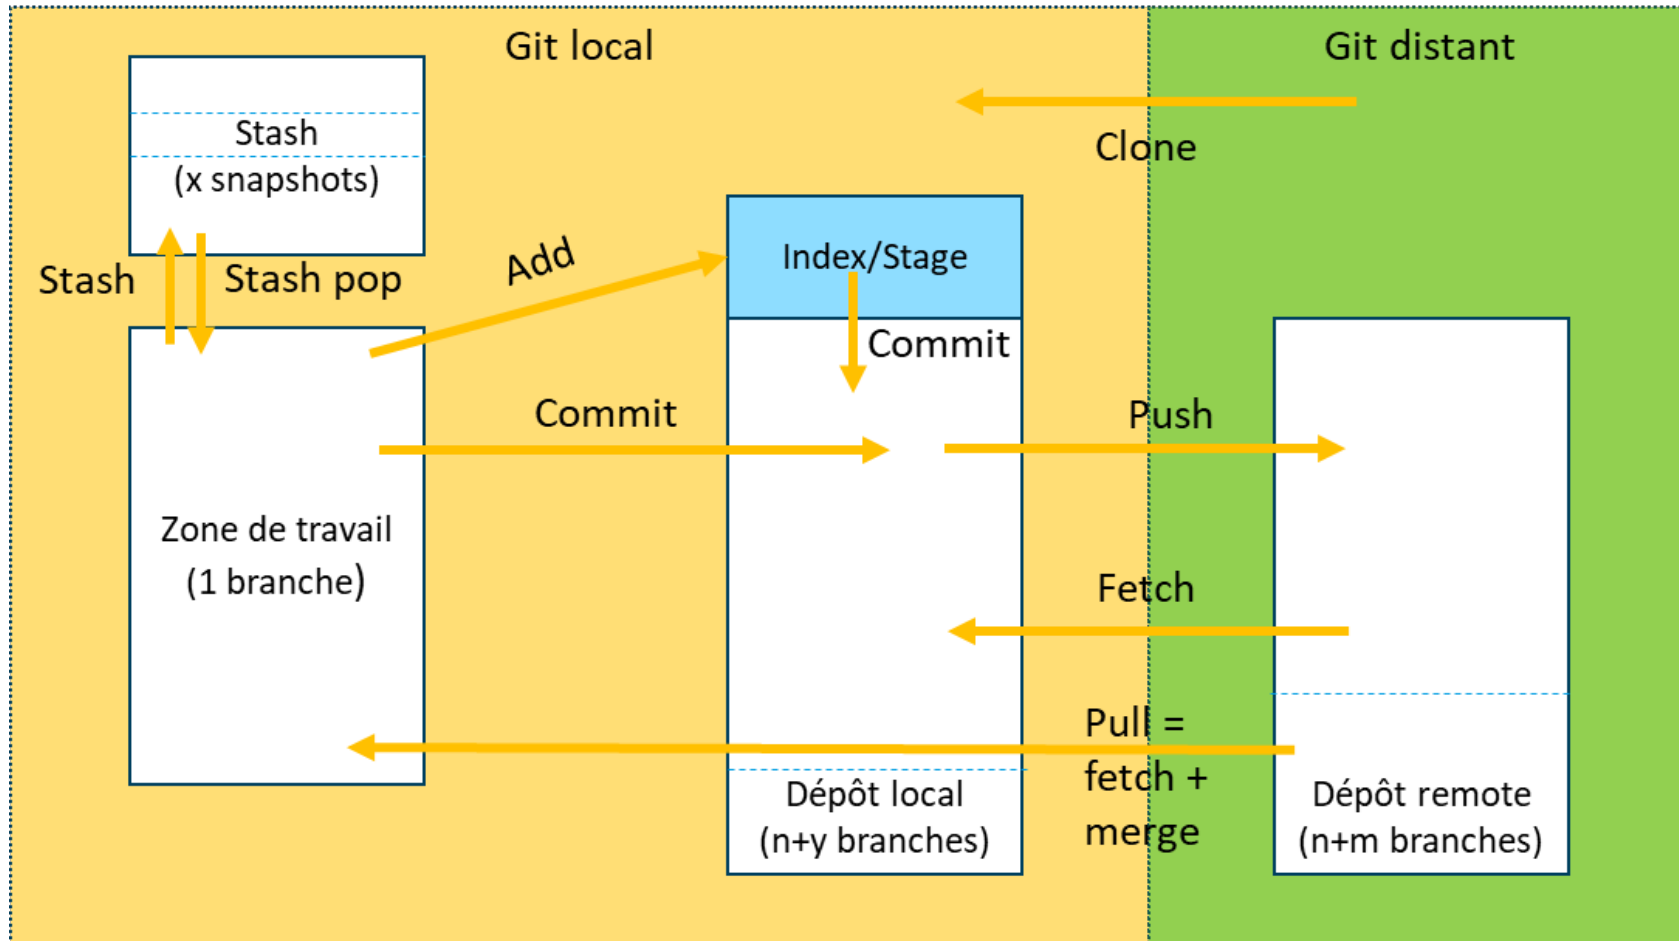 Git local
Git distant
Stash
(x snapshots)
Clone
Stash
Stash pop
Add
Index/Stage
Commit
Commit
Push
Zone de travail
(1 branche)
Fetch
Pull =
fetch +
merge
Dépôt local
(n+y branches)
Dépôt remote
(n+m branches)